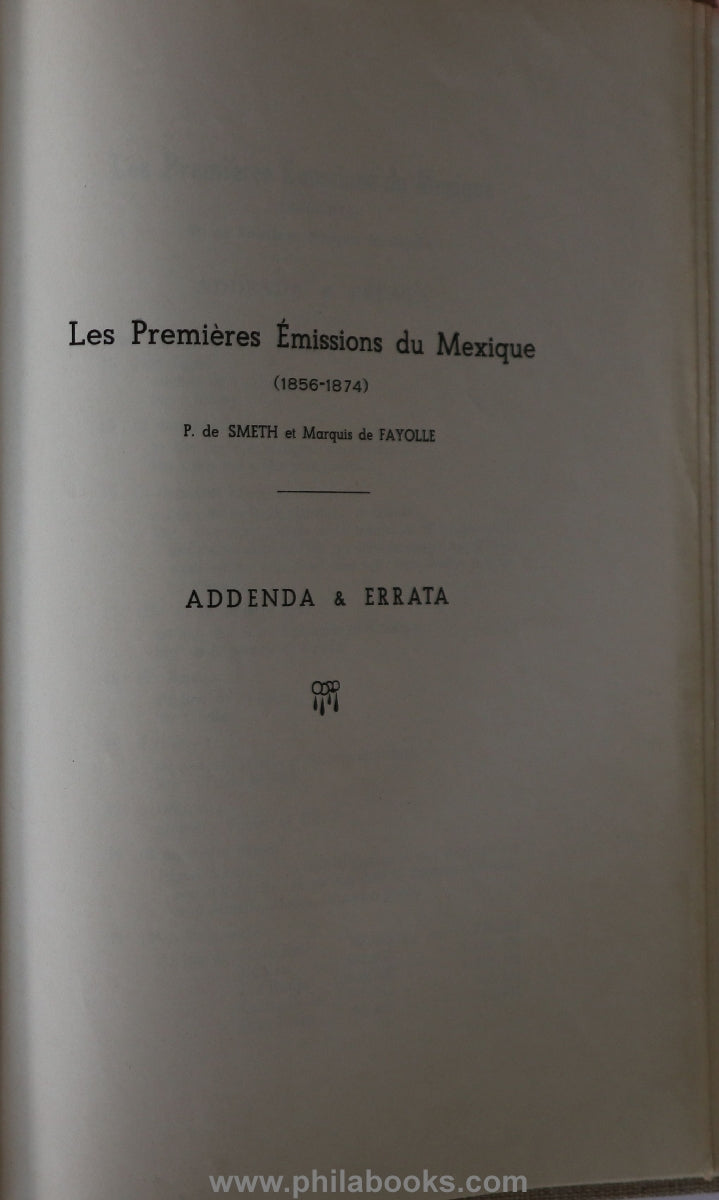 Les Premières Émissions du Mexique
(1856-1874)
P. de SMETH et Marquis de FAYOLLE
ADDENDA & ERRATA
www.philabooks.com